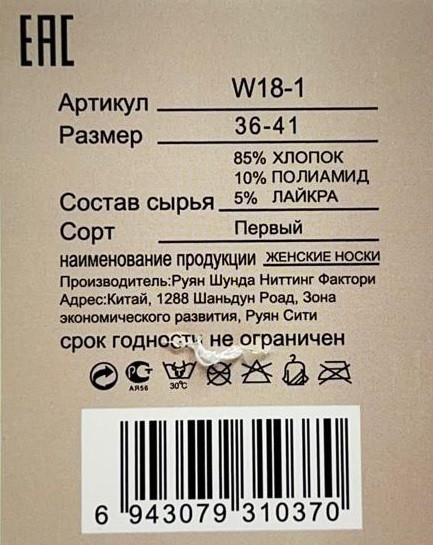 EAC
Артикул W18-1
Размер 36-41
85% ХЛОПОК
10% ПОЛИАМИД
Состав сырья 5% ЛАЙКРА
Сорт Первый
наименование продукции ЖЕНСКИЕ НОСКИ
Производитель:Руян Шунда Ниттинг Фактори
Адрес:Китай, 1288 Шаньдун Роад, Зона
экономического развития, Руян Сити
срок годности не ограничен
АЯ56 30°C
6 943079 310370